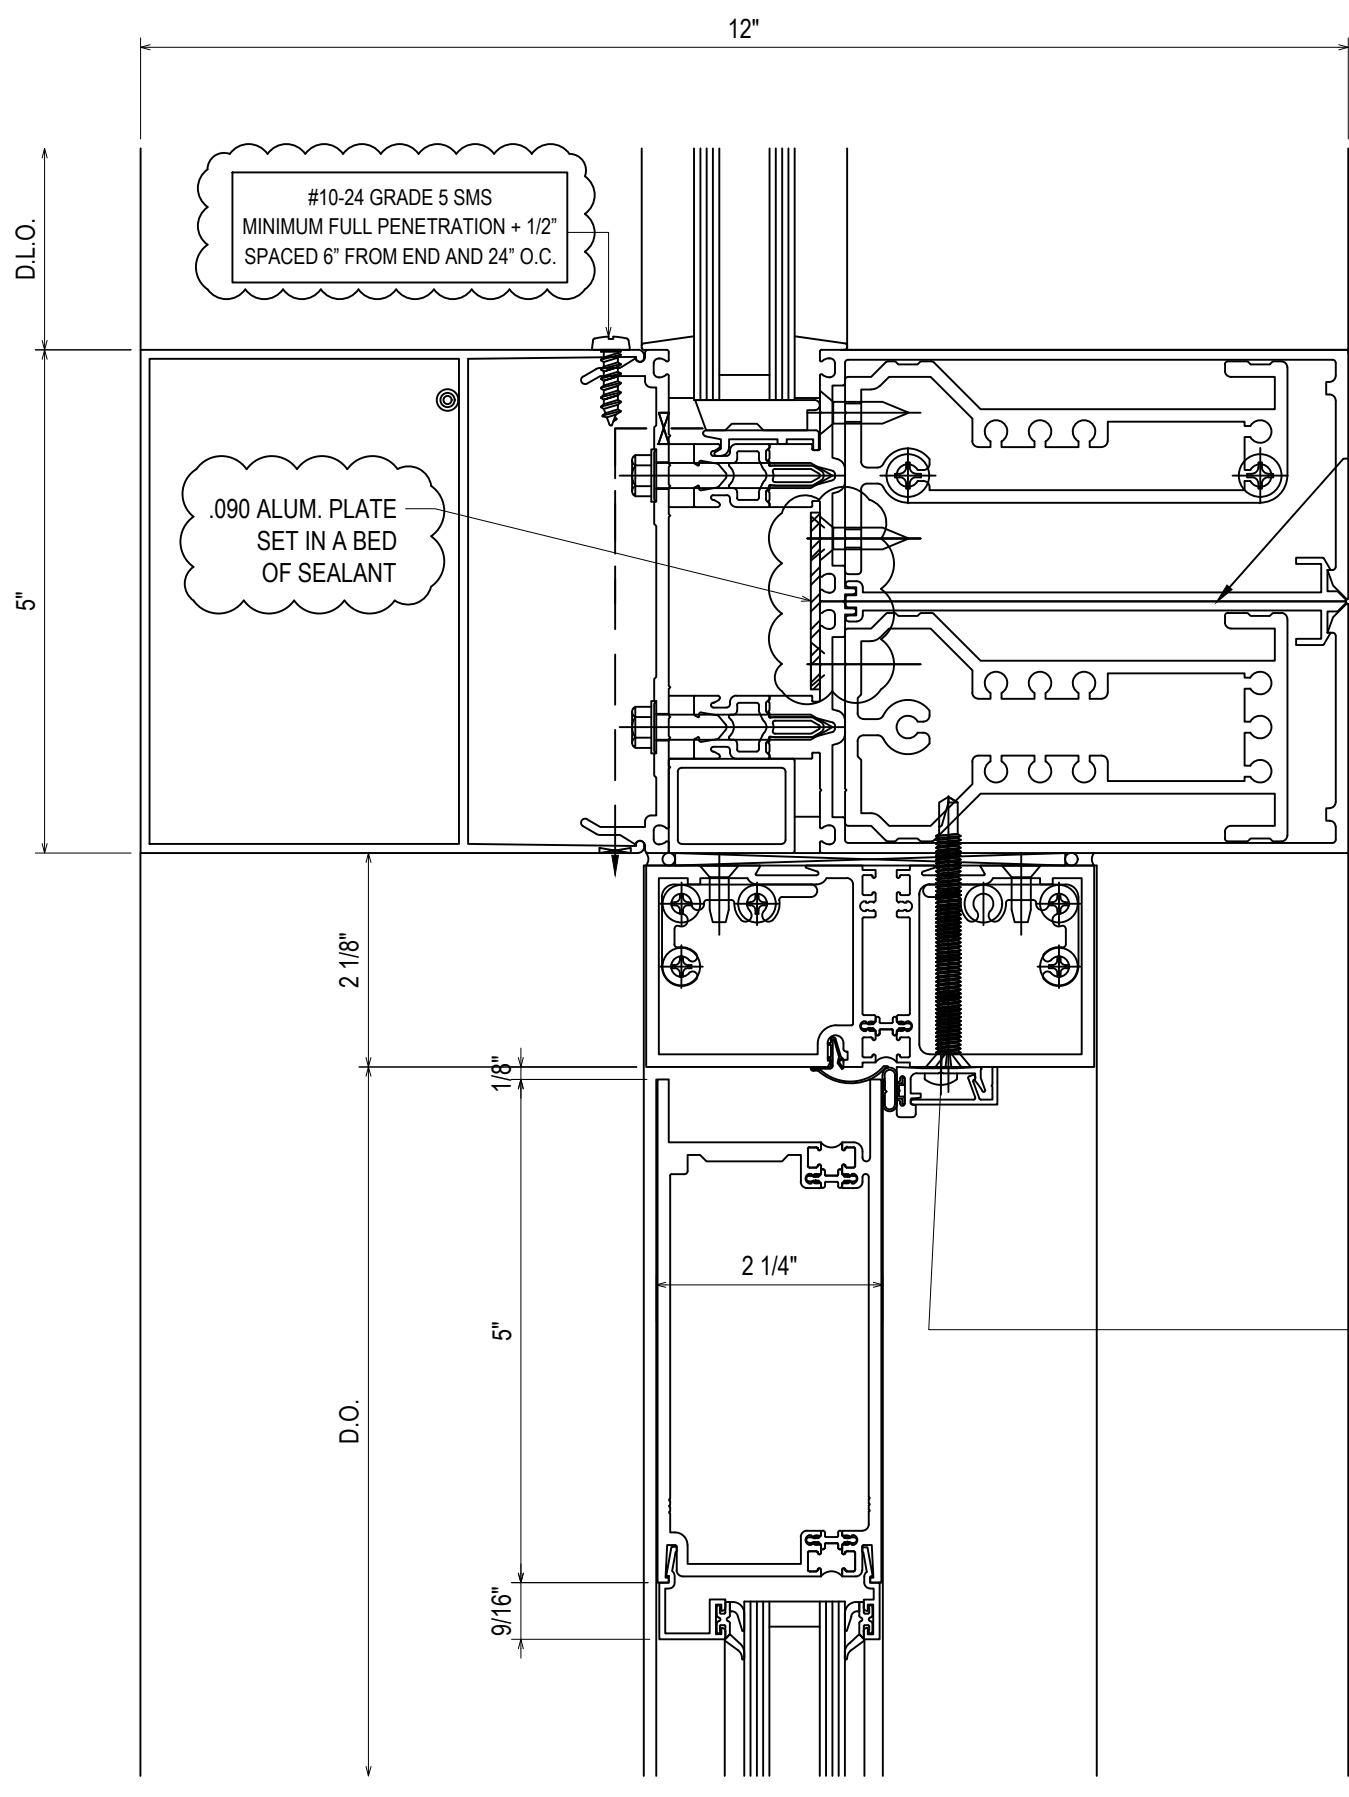 12"
D.L.O.
#10-24 GRADE 5 SMS
MINIMUM FULL PENETRATION + 1/2”
SPACED 6” FROM END AND 24” O.C.
.090 ALUM. PLATE
SET IN A BED
OF SEALANT
5"
2 1/8"
1/8"
2 1/4"
5"
D.O.
9/16"